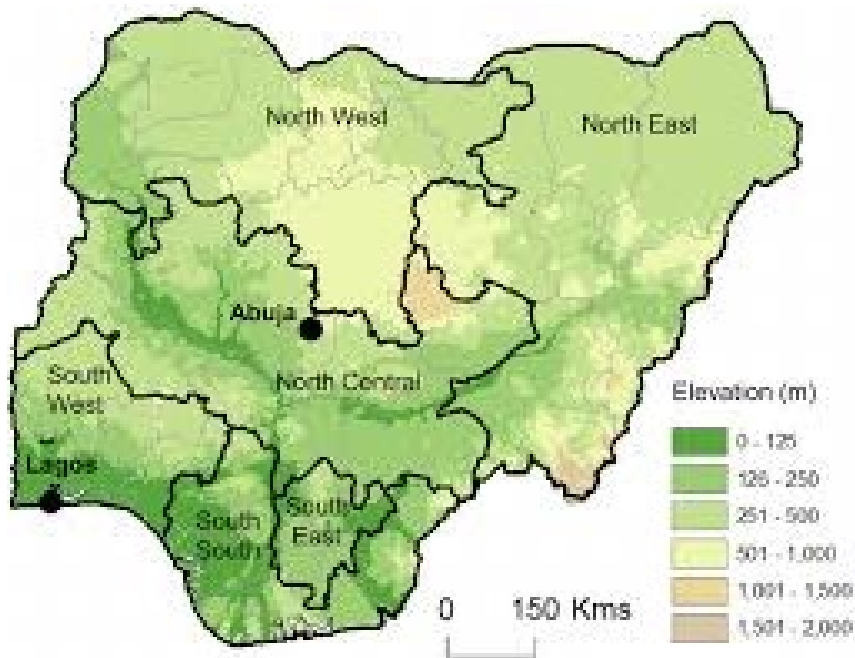 North West
North East
Abuja
North Central
South
West
Lagos
South
South
South
East
Elevation (m)
0 - 125
126 - 250
251 - 500
501 - 1,000
1,001 - 1,500
1,501 - 2,000
0 150 Kms